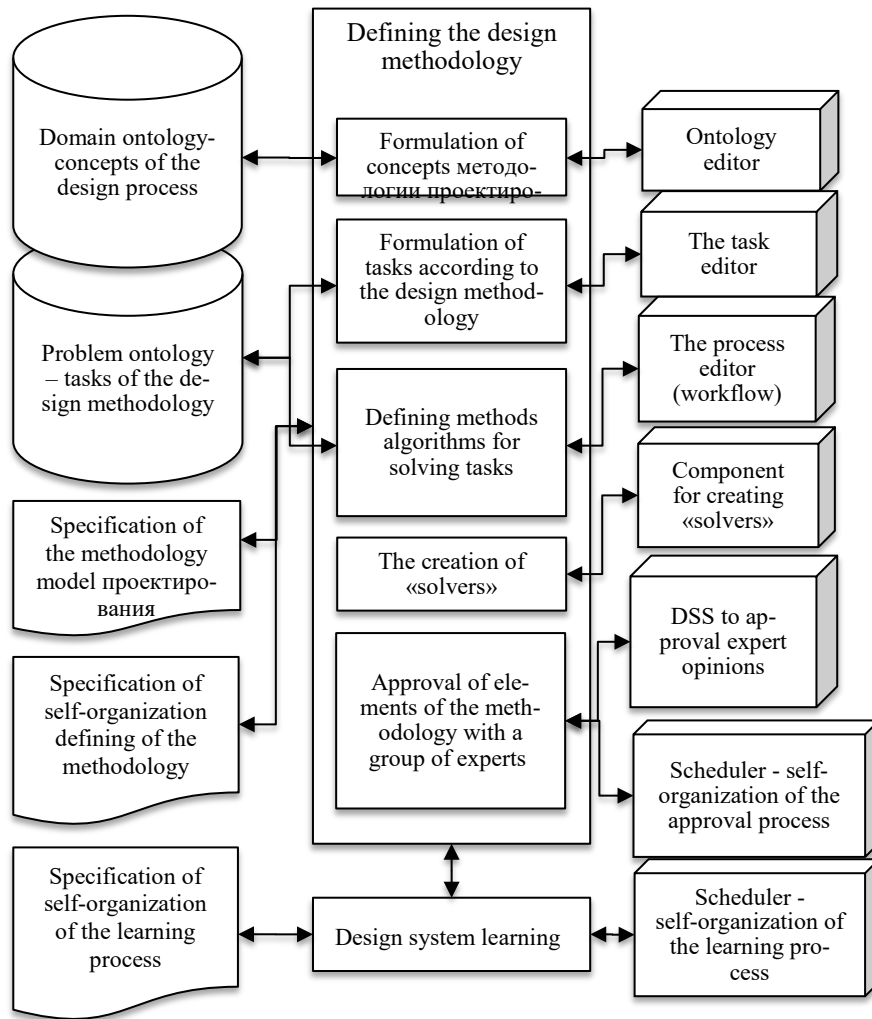 Defining the design
methodology
Domain ontology-
concepts of the
design process
Formulation of
concepts методо-
логии проектиро-
Ontology
editor
Formulation of
tasks according to
the design method-
ology
The task
editor
Problem ontology
– tasks of the de-
sign methodology
The process
editor
(workflow)
Defining methods
algorithms for
solving tasks
Component
for creating
«solvers»
Specification of
the methodology
model проектиро-
вания
The creation of
«solvers»
DSS to ap-
proval expert
opinions
Specification of
self-organization
defining of the
methodology
Approval of ele-
ments of the meth-
odology with a
group of experts
Scheduler - self-
organization of the
approval process
Specification of
self-organization
of the learning
process
Design system learning
Scheduler -
self-organization of
the learning pro-
cess